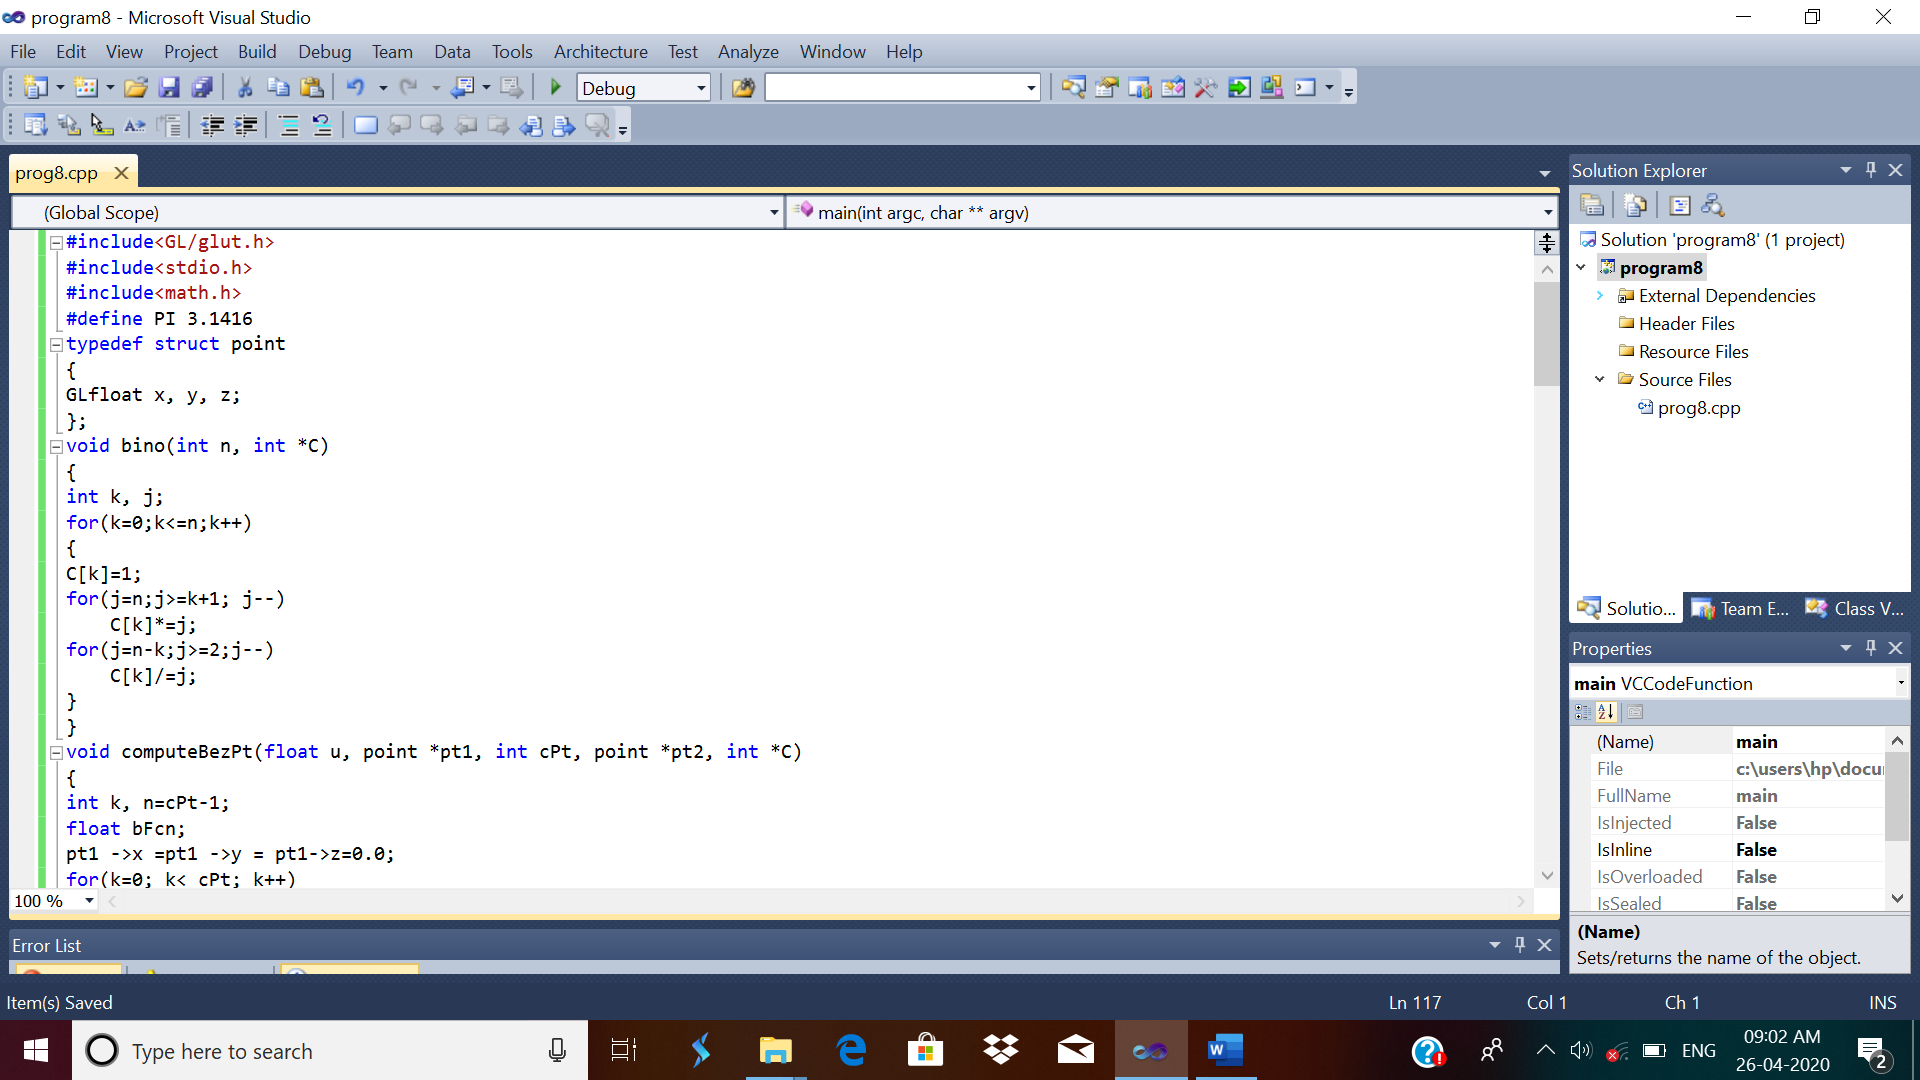 program8 - Microsoft Visual Studio
File Edit View Project Build Debug Team Data Tools Architecture Test Analyze Window Help
Debug
prog8.cpp
(Global Scope)
main(int argc, char ** argv)
#include<GL/glut.h>
#include<stdio.h>
#include<math.h>
#define PI 3.1416
typedef struct point
{
GLfloat x, y, z;
};
void bino(int n, int *C)
{
int k, j;
for(k=0;k<=n;k++)
{
C[k]=1;
for(j=n;j>=k+1; j--)
C[k]*=j;
for(j=n-k;j>=2;j--)
C[k]/=j;
}
}
void computeBezPt(float u, point *pt1, int cPt, point *pt2, int *C)
{
int k, n=cPt-1;
float bFcn;
pt1 ->x =pt1 ->y = pt1->z=0.0;
for(k=0; k< cPt; k++)
100 %
Error List
Solution Explorer
Solution 'program8' (1 project)
program8
External Dependencies
Header Files
Resource Files
Source Files
prog8.cpp
Solutio... Team E... Class V...
Properties
main VCCodeFunction
(Name) main
File c:\users\hp\docu
FullName main
IsInjected False
IsInline False
IsOverloaded False
IsSealed False
(Name)
Sets/returns the name of the object.
Item(s) Saved
Ln 117
Col 1
Ch 1
INS
Type here to search
ENG
09:02 AM
26-04-2020
2